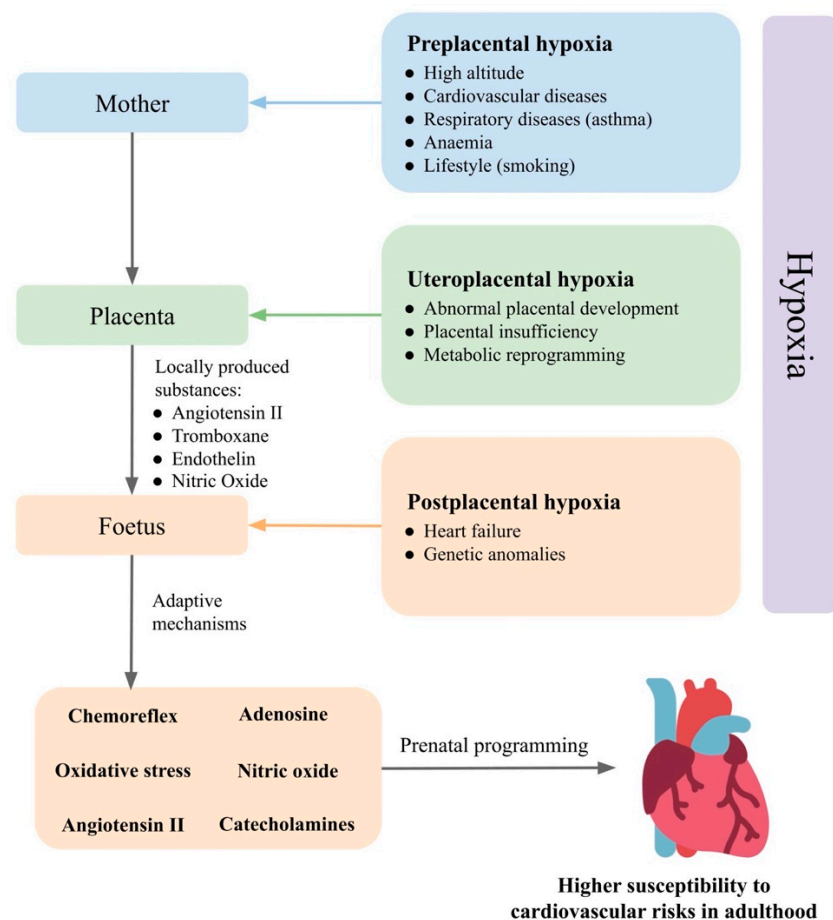 Preplacental hypoxia
● High altitude
● Cardiovascular diseases
● Respiratory diseases (asthma)
● Anaemia
● Lifestyle (smoking)
Mother
Hypoxia
Uteroplacental hypoxia
● Abnormal placental development
● Placental insufficiency
● Metabolic reprogramming
Placenta
Locally produced
substances:
● Angiotensin II
● Tromboxane
● Endothelin
● Nitric Oxide
Postplacental hypoxia
● Heart failure
● Genetic anomalies
Foetus
Adaptive
mechanisms
Chemoreflex
Adenosine
Oxidative stress
Nitric oxide
Angiotensin II
Catecholamines
Prenatal programming
Higher susceptibility to
cardiovascular risks in adulthood